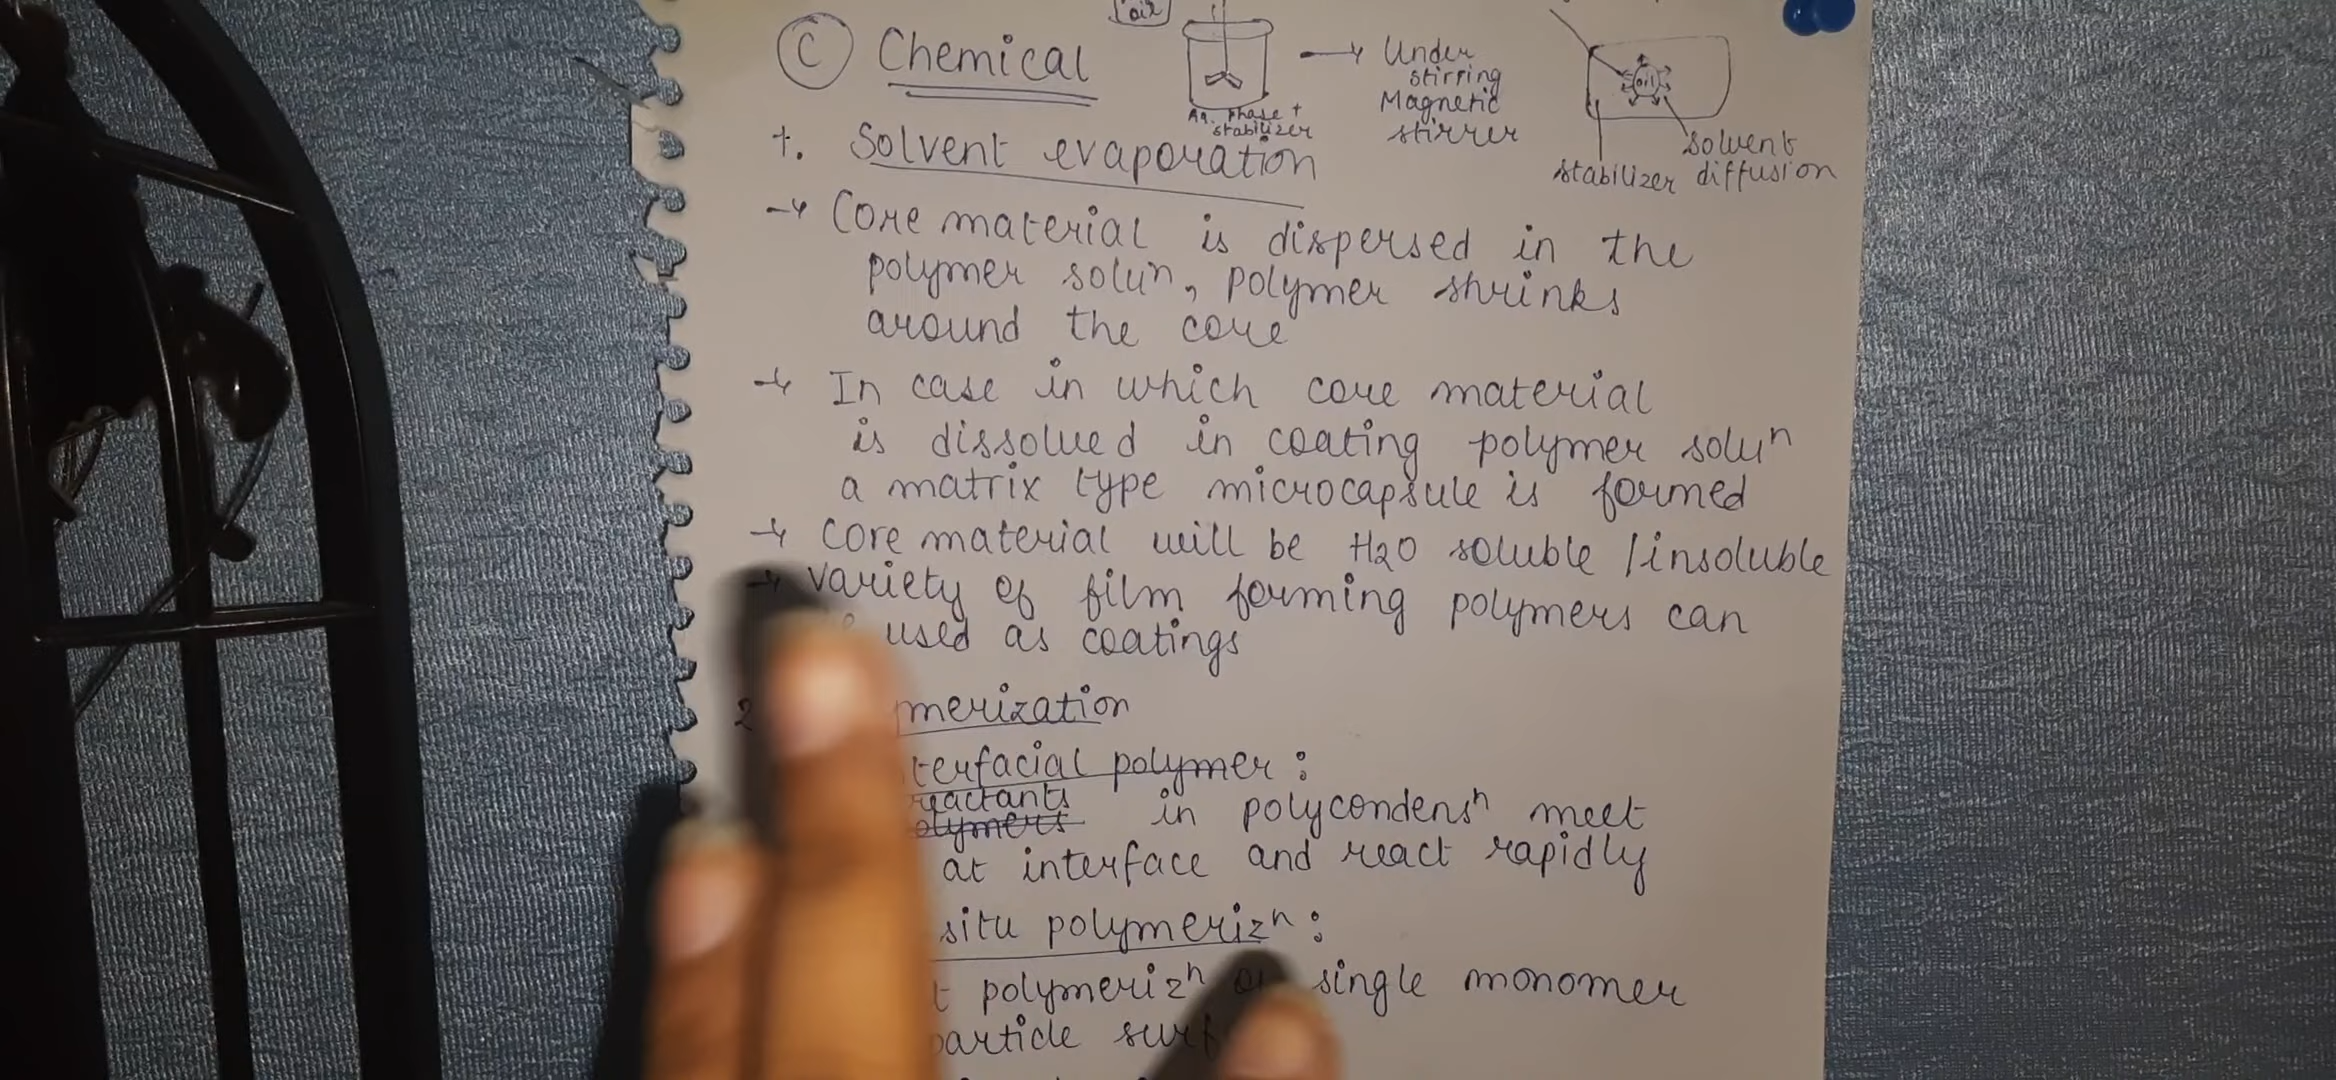 oil
C Chemical
Aq. phase +
stabilizer
→ Under
stirring
Magnetic
stirrer
oil
solvent
diffusion
stabilizer
1. Solvent evaporation
→ Core material is dispersed in the
polymer soluⁿ, polymer shrinks
around the core
→ In case in which core material
is dissolved in coating polymer soluⁿ
a matrix type microcapsule is formed
→ Core material will be H2O soluble / insoluble
→ variety of film forming polymers can
used as coatings
2 merization
terfacial polymer :
reactants in polycondensⁿ meet
olymers
at interface and react rapidly
situ polymerizⁿ :
t polymerizⁿ single monomer
particle surf